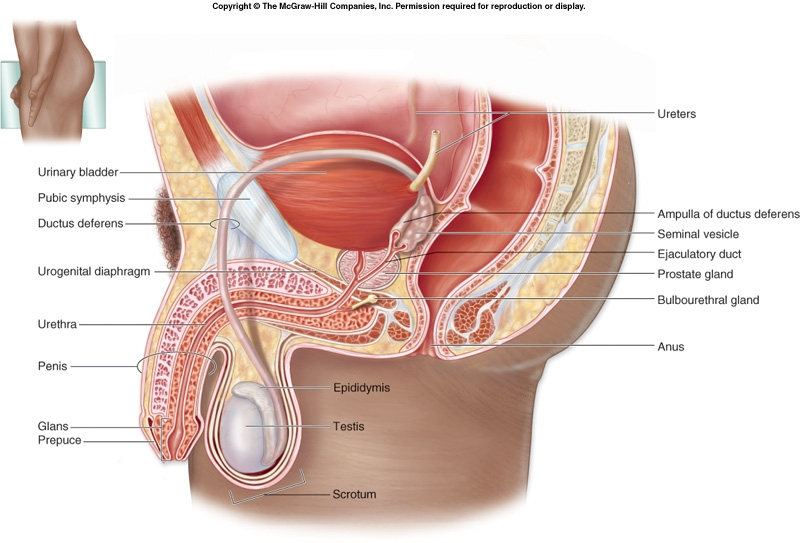 Copyright © The McGraw-Hill Companies, Inc. Permission required for reproduction or display.
Ureters
Urinary bladder
Pubic symphysis
Ductus deferens
Urogenital diaphragm
Urethra
Penis
Glans
Prepuce
Ampulla of ductus deferens
Seminal vesicle
Ejaculatory duct
Prostate gland
Bulbourethral gland
Anus
Epididymis
Testis
Scrotum